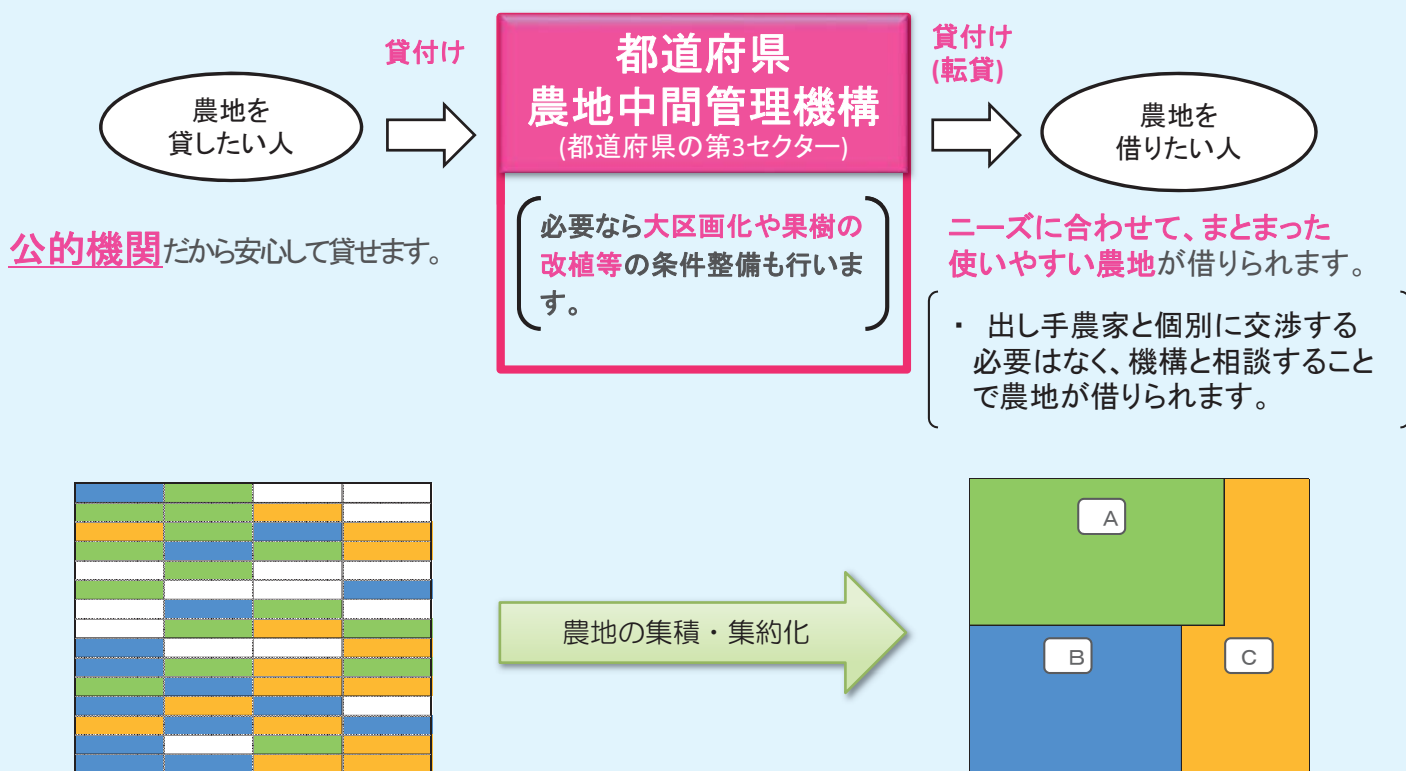 農地を
貸したい人
貸付け
都道府県
農地中間管理機構
(都道府県の第3セクター)
貸付け
(転貸)
農地を
借りたい人
公的機関だから安心して貸せます。
必要なら大区画化や果樹の
改植等の条件整備も行いま
す。
ニーズに合わせて、まとまった
使いやすい農地が借りられます。
・ 出し手農家と個別に交渉する
必要はなく、機構と相談すること
で農地が借りられます。
農地の集積・集約化
A
B
C